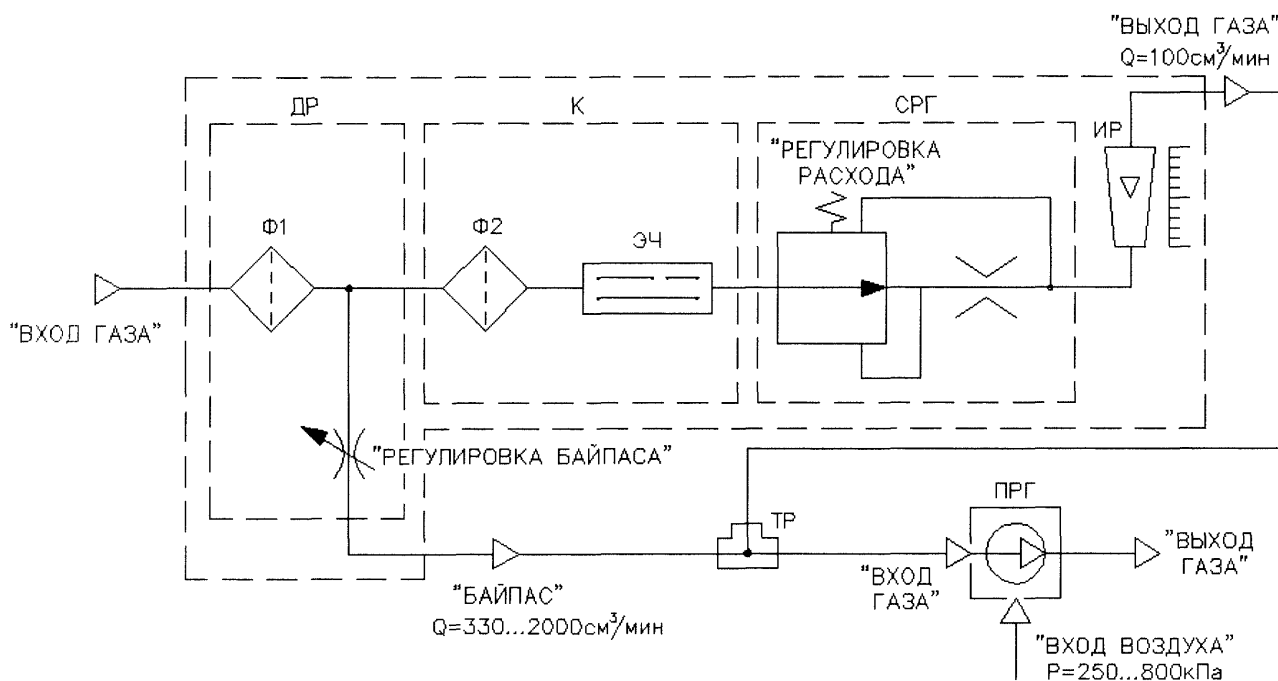 "ВЫХОД ГАЗА"
Q=100см³/мин
ДР
К
СРГ
ИР
"РЕГУЛИРОВКА
РАСХОДА"
Ф1
Ф2
ЭЧ
"ВХОД ГАЗА"
"РЕГУЛИРОВКА БАЙПАСА"
ТР
ПРГ
"ВЫХОД
ГАЗА"
"ВХОД
ГАЗА"
"БАЙПАС"
Q=330...2000см³/мин
"ВХОД ВОЗДУХА"
Р=250...800кПа